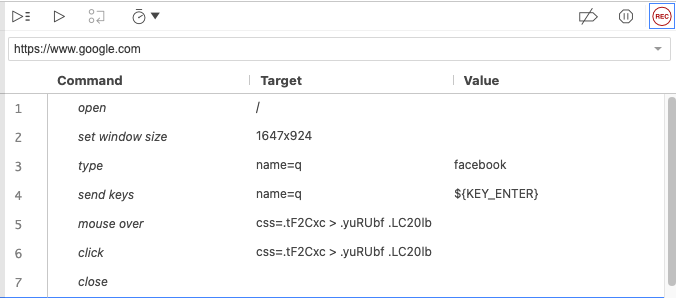 REC
https://www.google.com
Command Target Value
1 open /
2 set window size 1647x924
3 type name=q facebook
4 send keys name=q ${KEY_ENTER}
5 mouse over css=.tF2Cxc > .yuRUbf .LC20lb
6 click css=.tF2Cxc > .yuRUbf .LC20lb
7 close